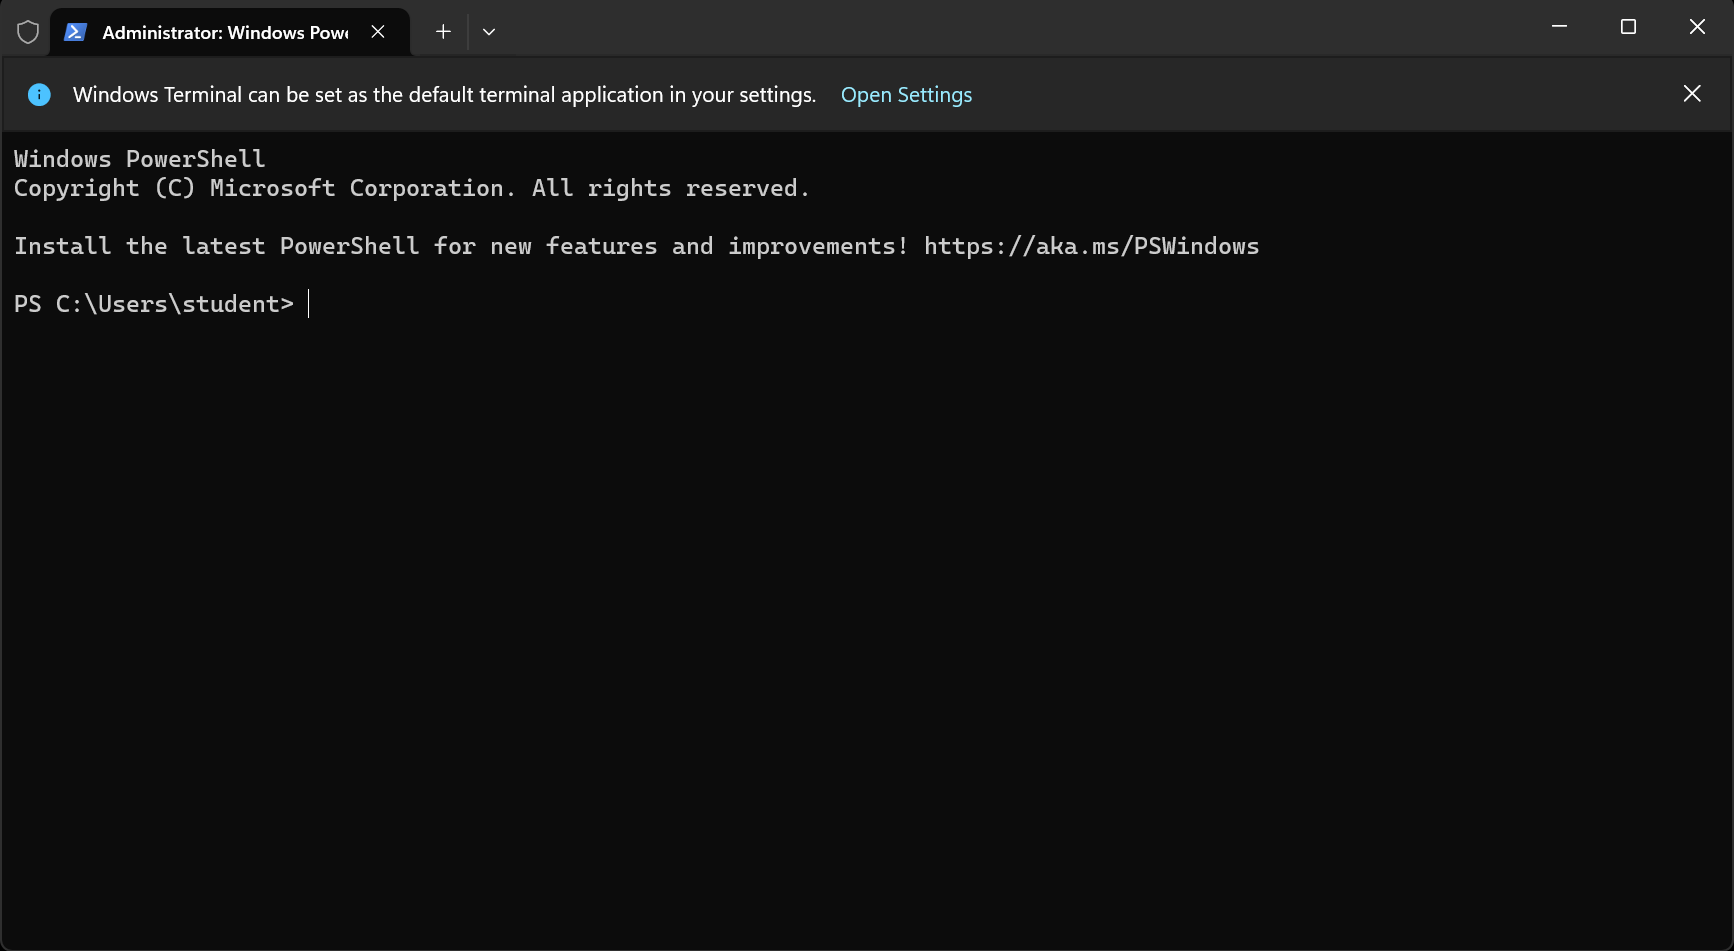 Administrator: Windows Powe
Windows Terminal can be set as the default terminal application in your settings. Open Settings
Windows PowerShell
Copyright (C) Microsoft Corporation. All rights reserved.
Install the latest PowerShell for new features and improvements! https://aka.ms/PSWindows
PS C:\Users\student>